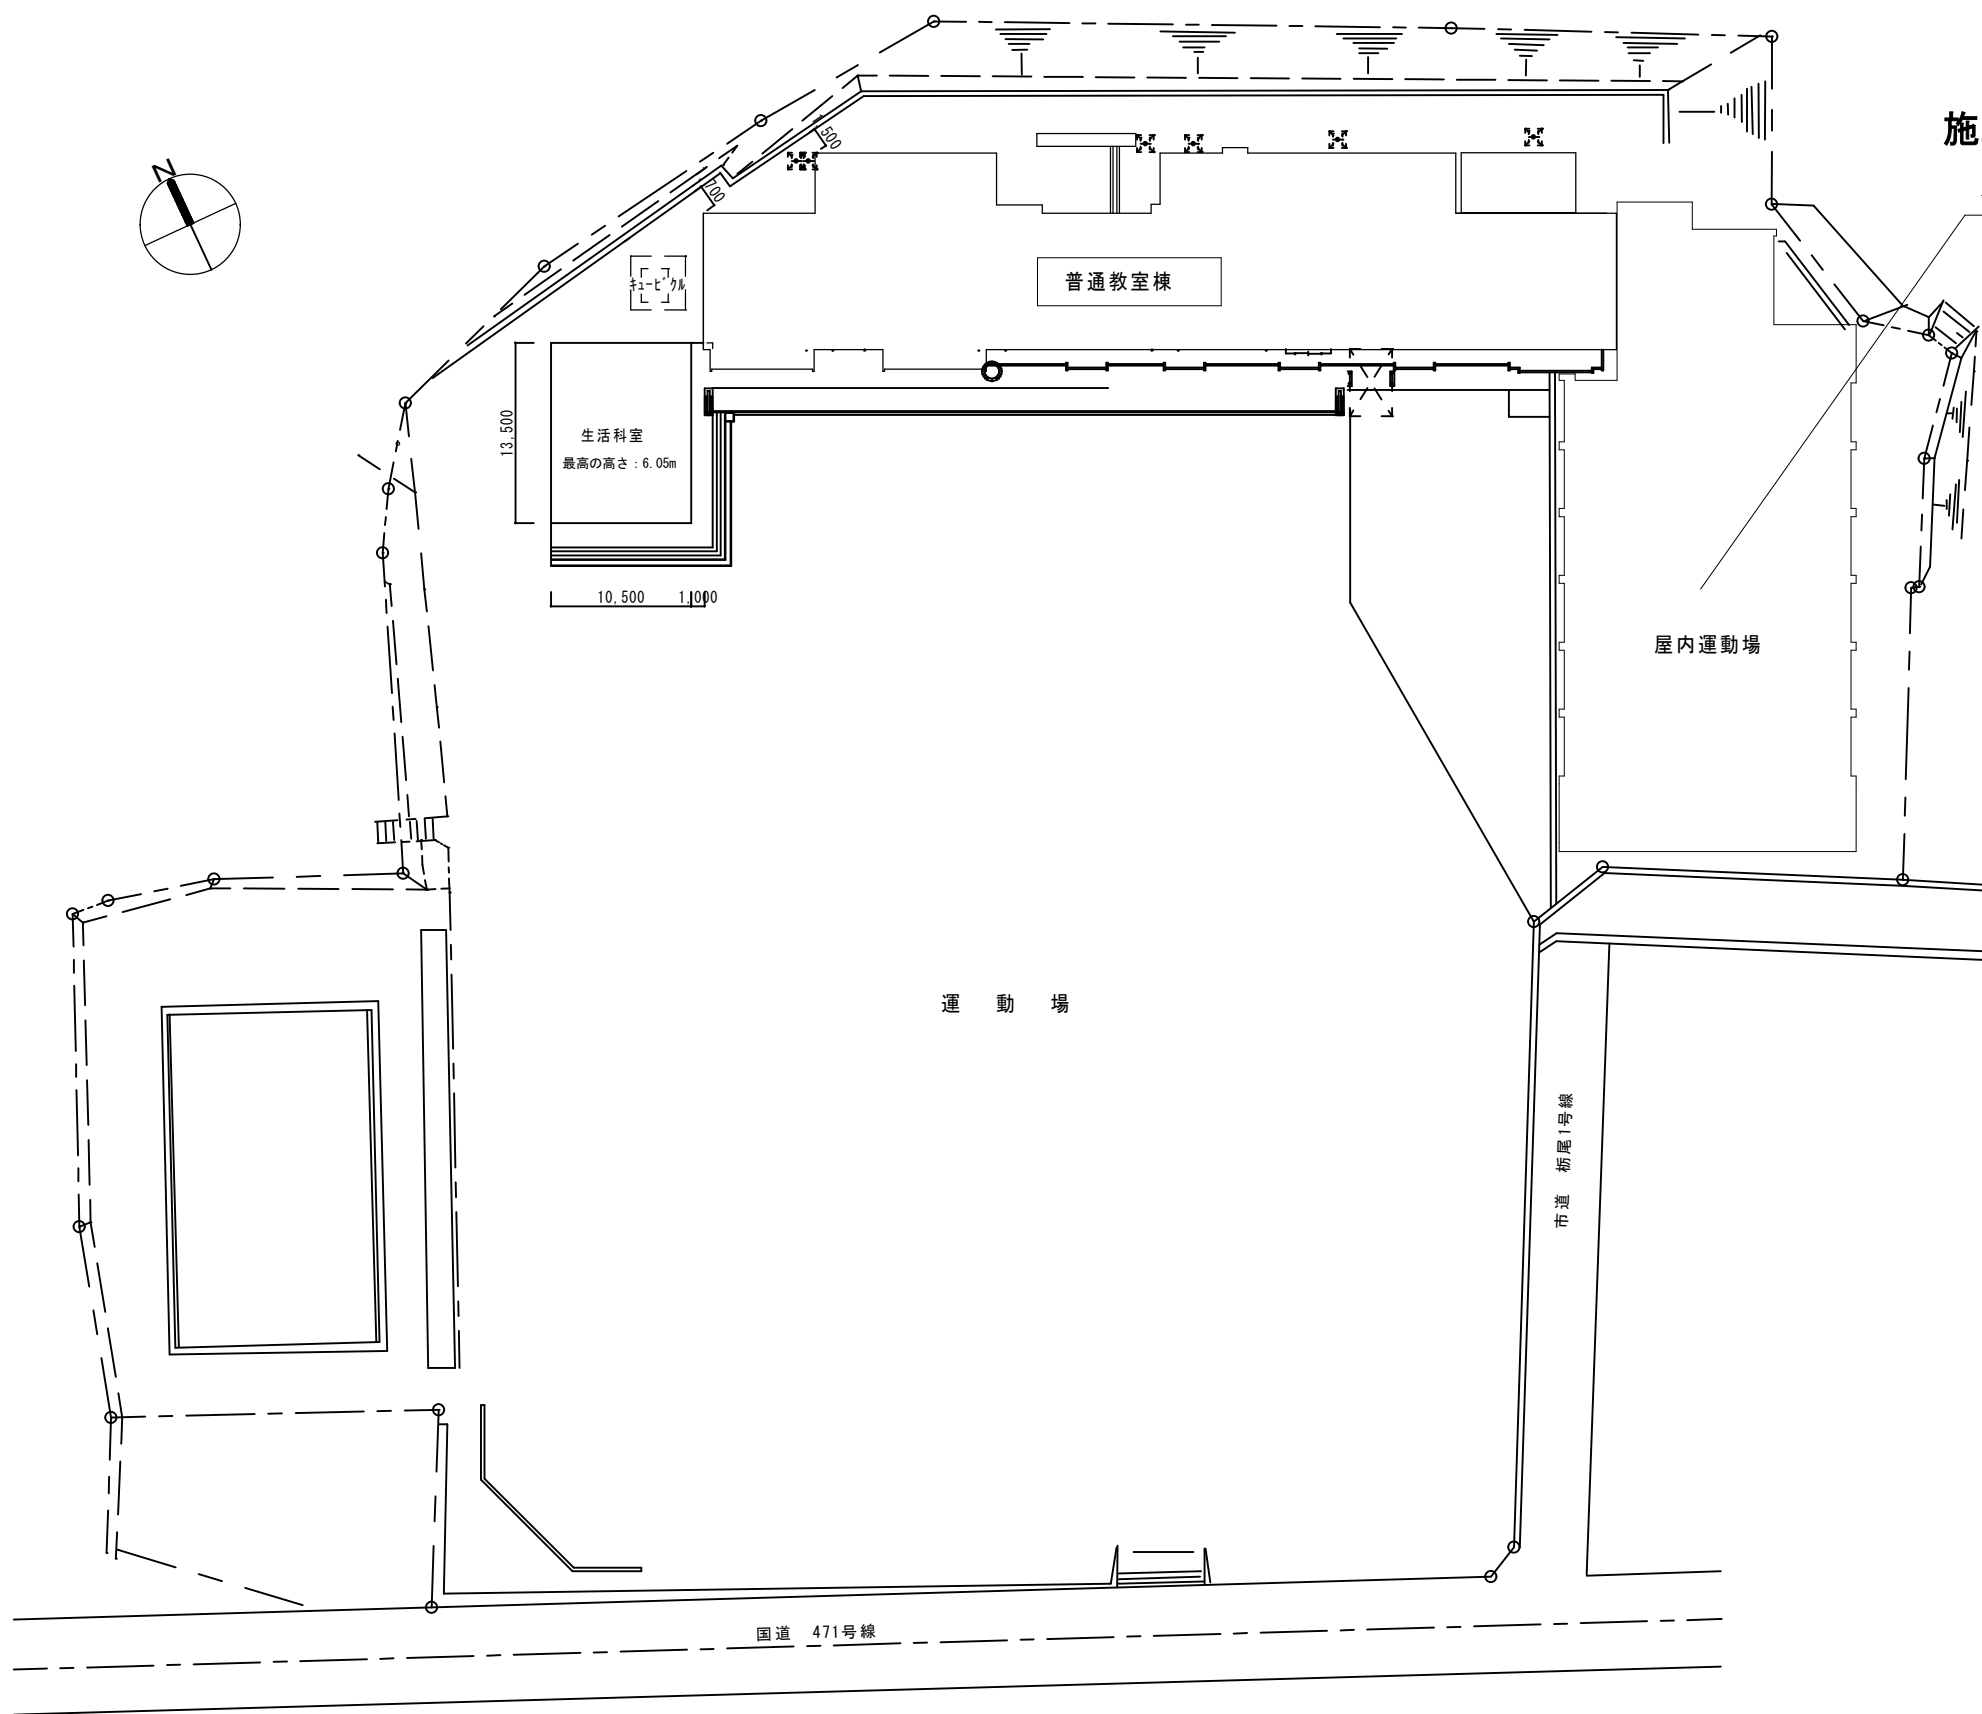 施
N
500
700
普通教室棟
キュービクル
13,500
生活科室
最高の高さ：6.05m
10,500
1,000
屋内運動場
運　動　場
市道　栃尾1号線
国道　471号線